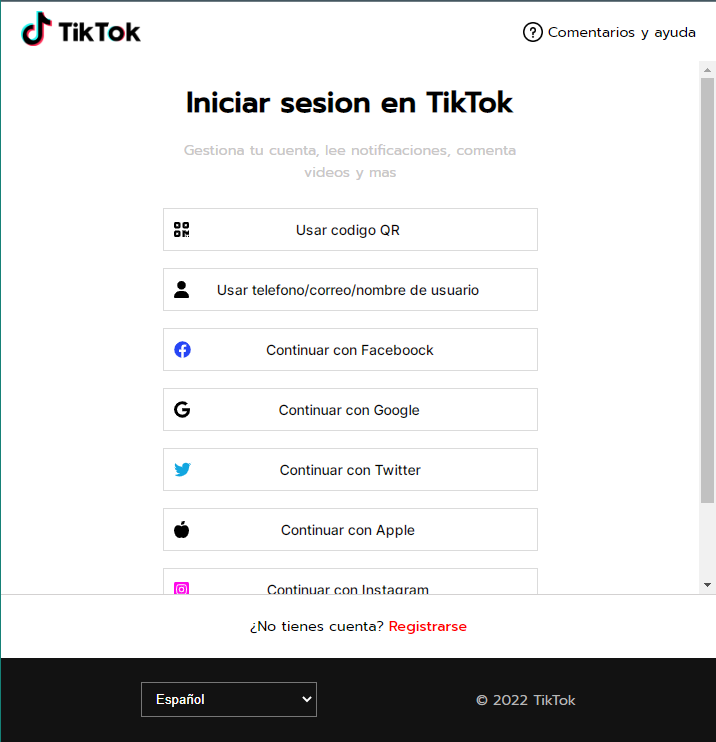 TikTok
Comentarios y ayuda
Iniciar sesion en TikTok
Gestiona tu cuenta, lee notificaciones, comenta
videos y mas
Usar codigo QR
Usar telefono/correo/nombre de usuario
Continuar con Faceboock
Continuar con Google
Continuar con Twitter
Continuar con Apple
Continuar con Instagram
¿No tienes cuenta? Registrarse
Español
© 2022 TikTok